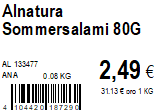 Alnatura
Sommersalami 80G
AL 133477
ANA 0.08 KG
2,49 €
31.13 € pro 1 KG
4 104420 187290